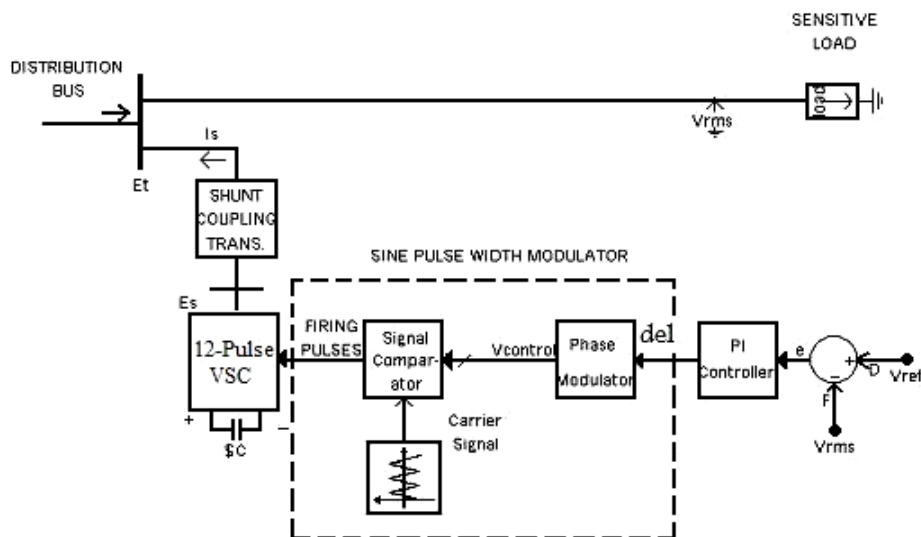 SENSITIVE
LOAD
DISTRIBUTION
BUS
load
Vrms
Is
Et
SHUNT
COUPLING
TRANS.
SINE PULSE WIDTH MODULATOR
Es
12-Pulse
VSC
+
-
$c
FIRING
PULSES
Signal
Compar-
ator
Vcontrol
Phase
Modulator
del
PI
Controller
e
+
D
-
F
Vref
Vrms
Carrier
Signal